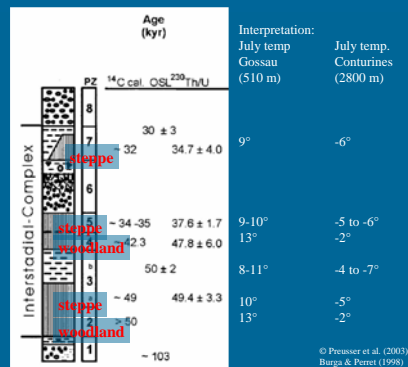 Age
(kyr)
PZ 14C cal. OSL 230Th/U
8
30 ± 3
7
~ 32 34.7 ± 4.0
steppe
6
5 ~ 34 -35 37.6 ± 1.7
steppe
42.3 47.8 ± 6.0
woodland
b 50 ± 2
3
a ~ 49 49.4 ± 3.3
steppe
2 > 50
woodland
1 ~ 103
Interstadial-Complex
Interpretation:
July temp July temp.
Gossau Conturines
(510 m) (2800 m)
9° -6°
9-10° -5 to -6°
13° -2°
8-11° -4 to -7°
10° -5°
13° -2°
© Preusser et al. (2003)
Burga & Perret (1998)